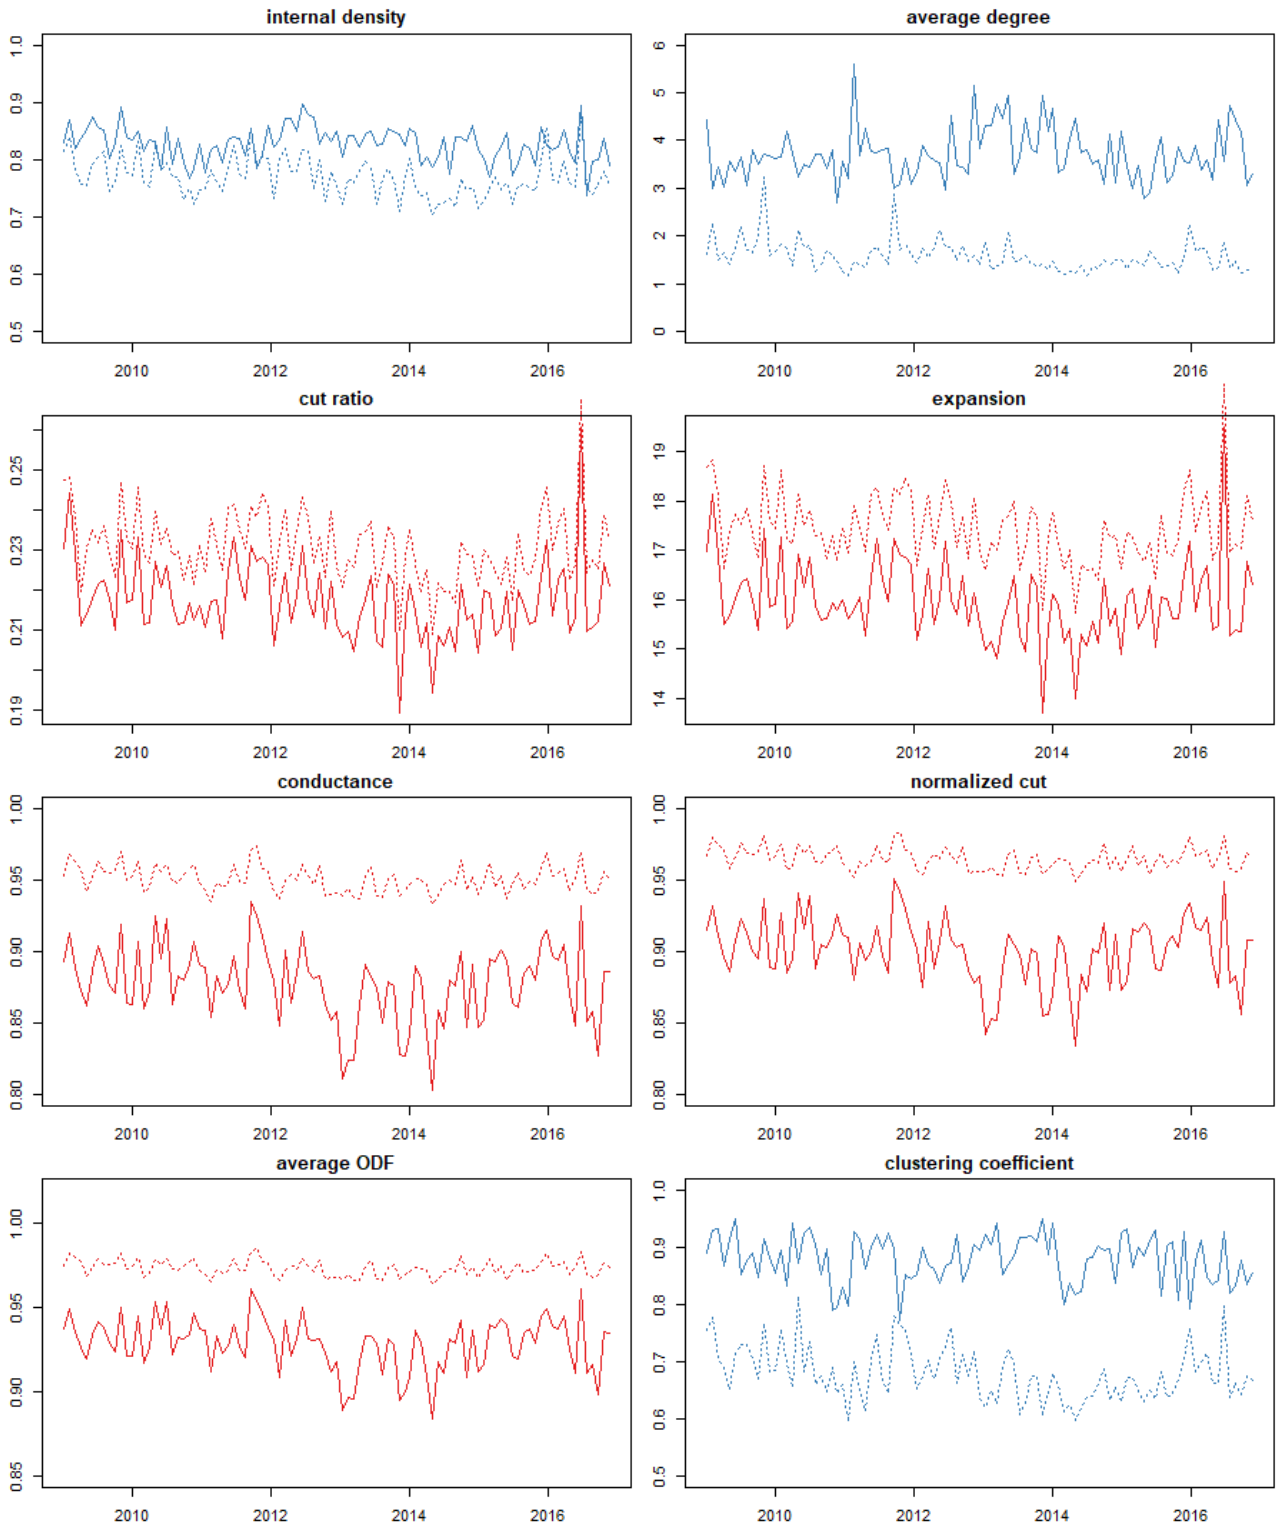 internal density
1.0
0.9
0.8
0.7
0.6
0.5
2010 2012 2014 2016
average degree
6
5
4
3
2
1
0
2010 2012 2014 2016
cut ratio
0.25
0.23
0.21
0.19
2010 2012 2014 2016
expansion
19
18
17
16
15
14
2010 2012 2014 2016
conductance
1.00
0.95
0.90
0.85
0.80
2010 2012 2014 2016
normalized cut
1.00
0.95
0.90
0.85
0.80
2010 2012 2014 2016
average ODF
1.00
0.95
0.90
0.85
2010 2012 2014 2016
clustering coefficient
1.0
0.9
0.8
0.7
0.6
0.5
2010 2012 2014 2016